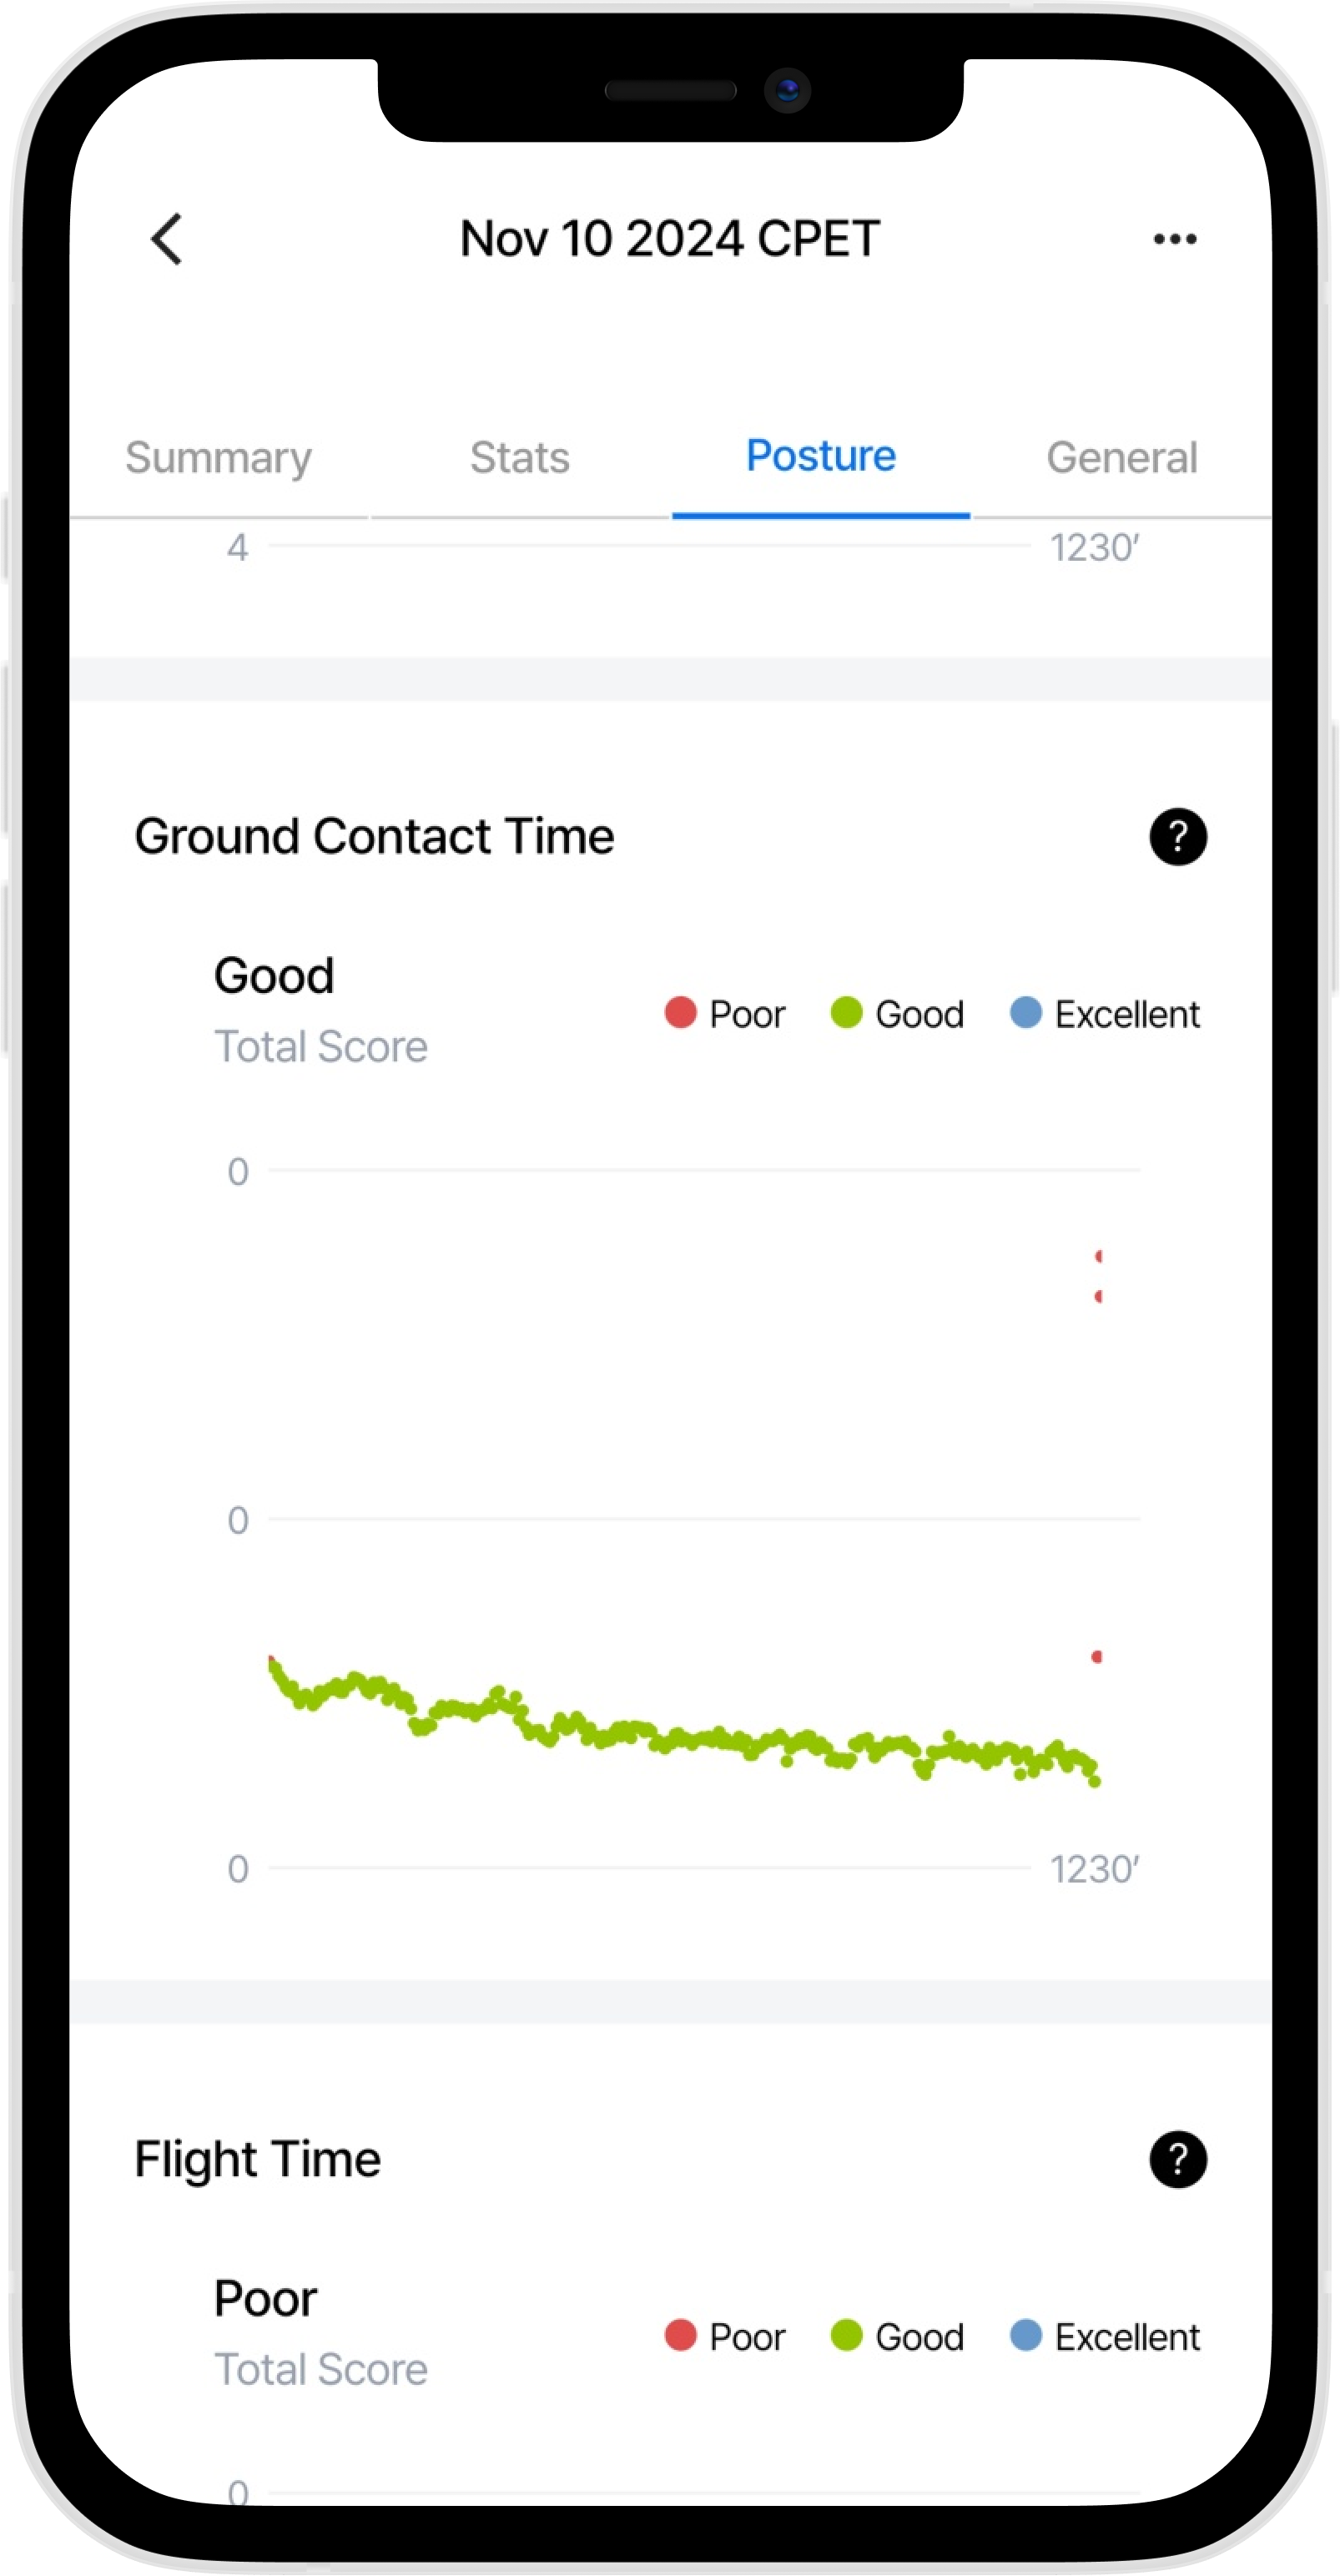 Nov 10 2024 CPET
Summary Stats Posture General
4 1230′
Ground Contact Time ?
Good
Total Score
Poor Good Excellent
0
0
0 1230′
Flight Time ?
Poor
Total Score
Poor Good Excellent
0